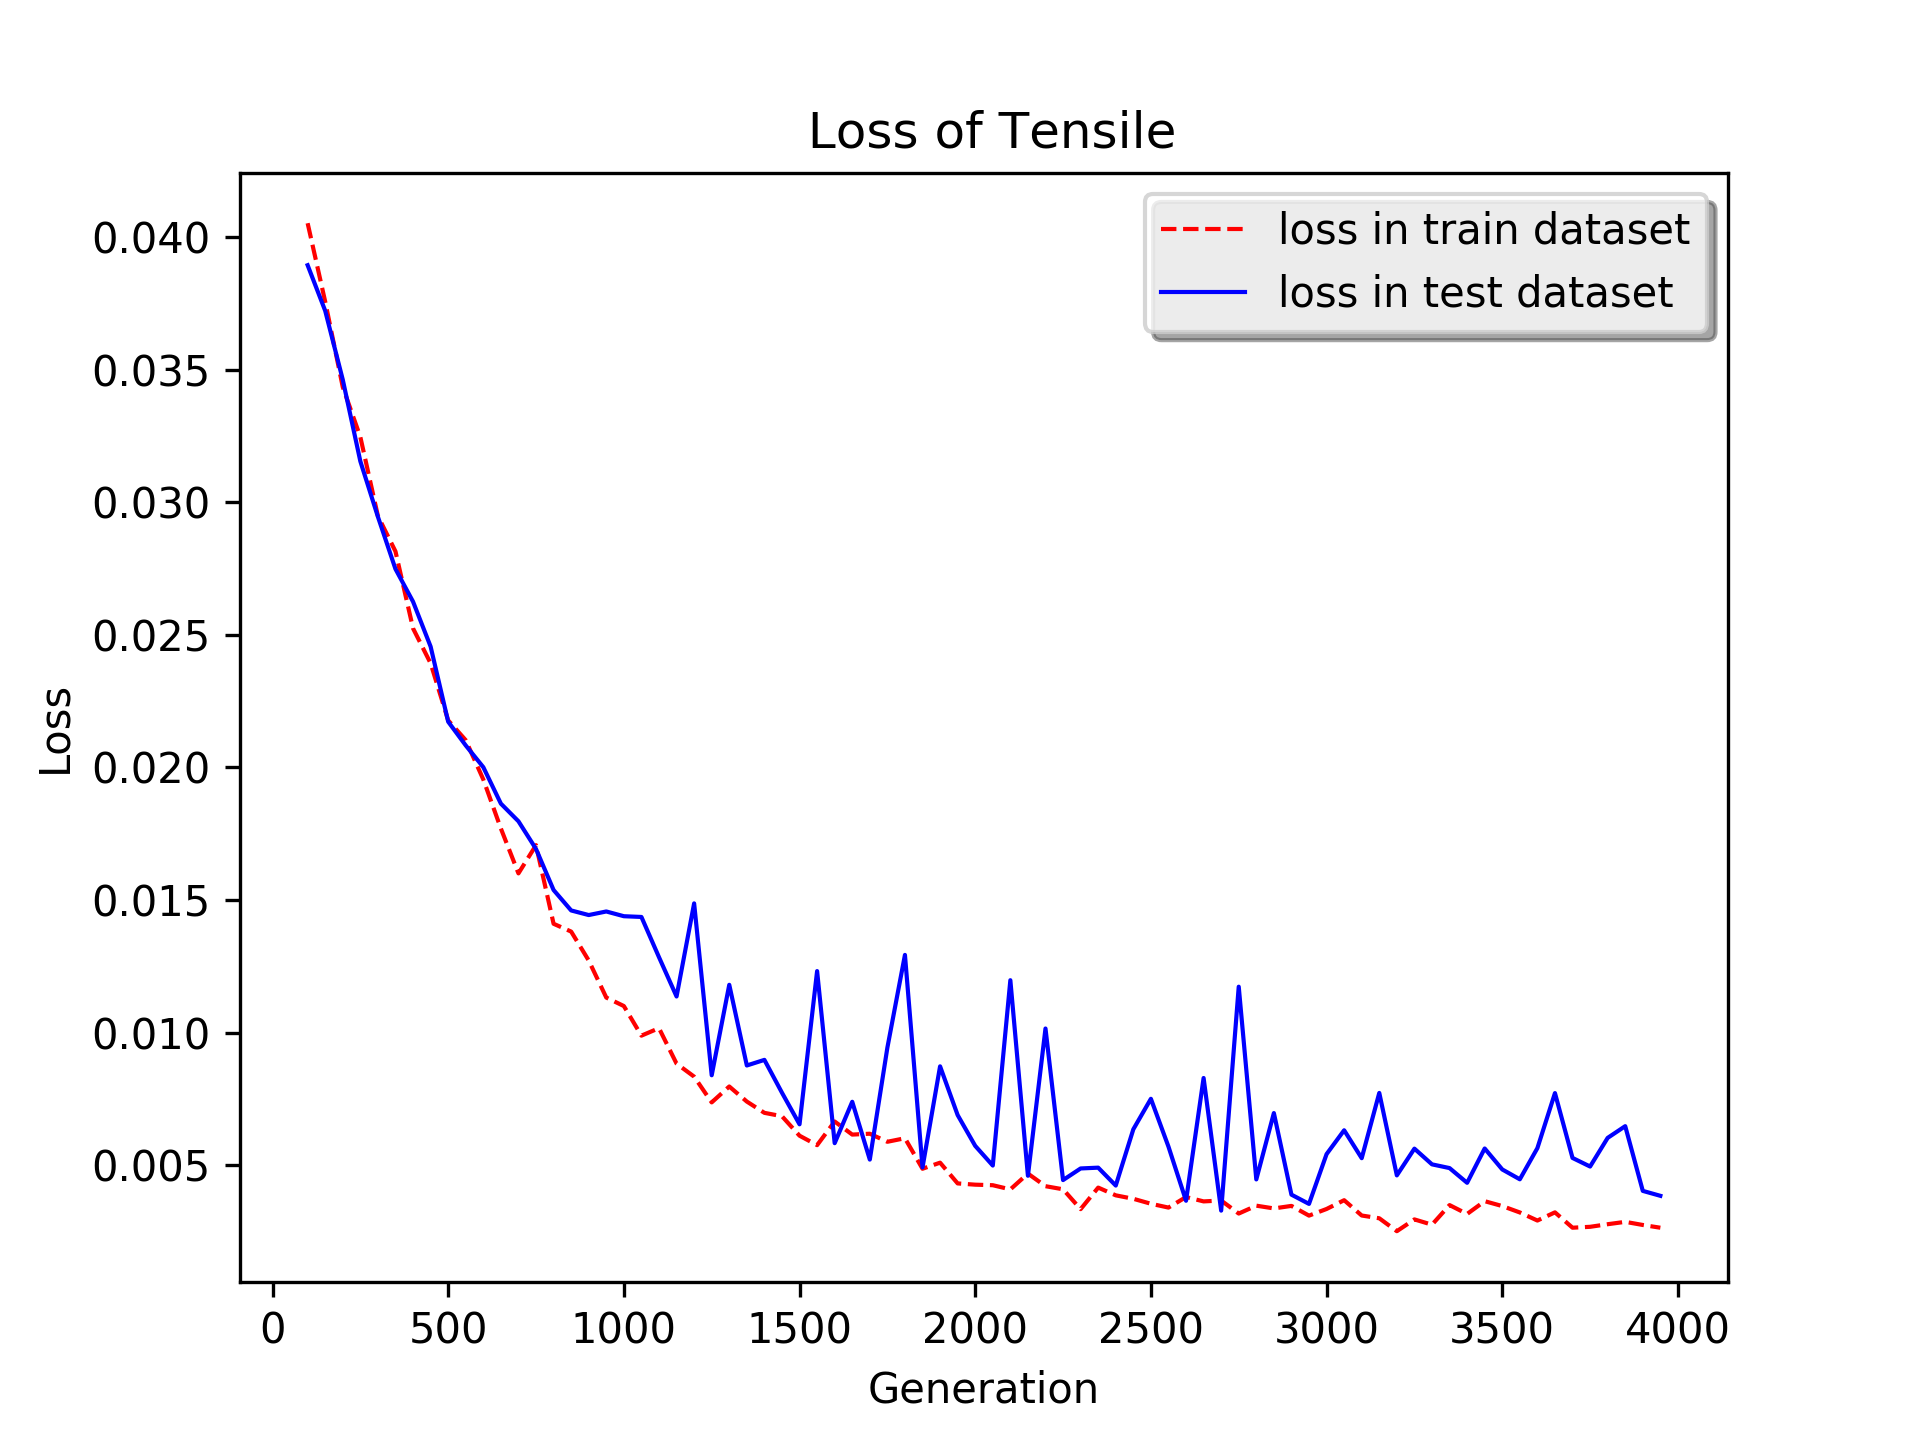 Loss of Tensile
loss in train dataset
loss in test dataset
0.040
0.035
0.030
0.025
0.020
0.015
0.010
0.005
Loss
0 500 1000 1500 2000 2500 3000 3500 4000
Generation